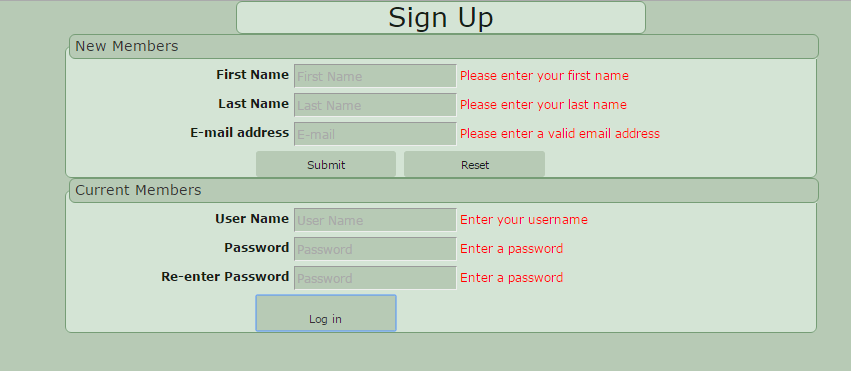 Sign Up
New Members
First Name First Name Please enter your first name
Last Name Last Name Please enter your last name
E-mail address E-mail Please enter a valid email address
Submit Reset
Current Members
User Name User Name Enter your username
Password Password Enter a password
Re-enter Password Password Enter a password
Log in